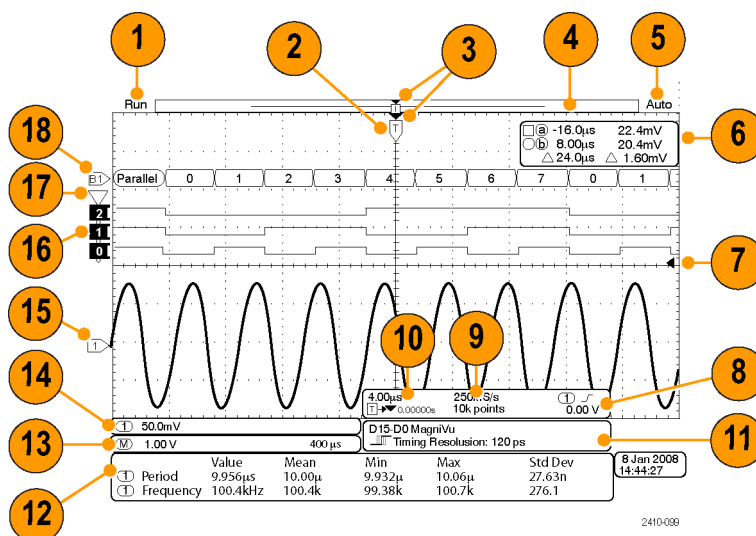 1
2
3
4
5
Run
Auto
6
ⓐ -16.0μs 22.4mV
ⓑ 8.00μs 20.4mV
△ 24.0μs △ 1.60mV
18
B1 Parallel 0 1 2 3 4 5 6 7 0 1
T
17
2
16
1
0
7
15
1
10
9
8
14
4.00μs 250MS/s ① 
T 0.00000s 10k points 0.00 V
① 50.0mV
13
M 1.00 V 400 μs
D15-D0 MagniVu
Timing Resolusion: 120 ps
11
12
Value Mean Min Max Std Dev
① Period 9.956μs 10.00μ 9.932μ 10.06μ 27.63n
① Frequency 100.4kHz 100.4k 99.38k 100.7k 276.1
8 Jan 2008
14:44:27
2410-099